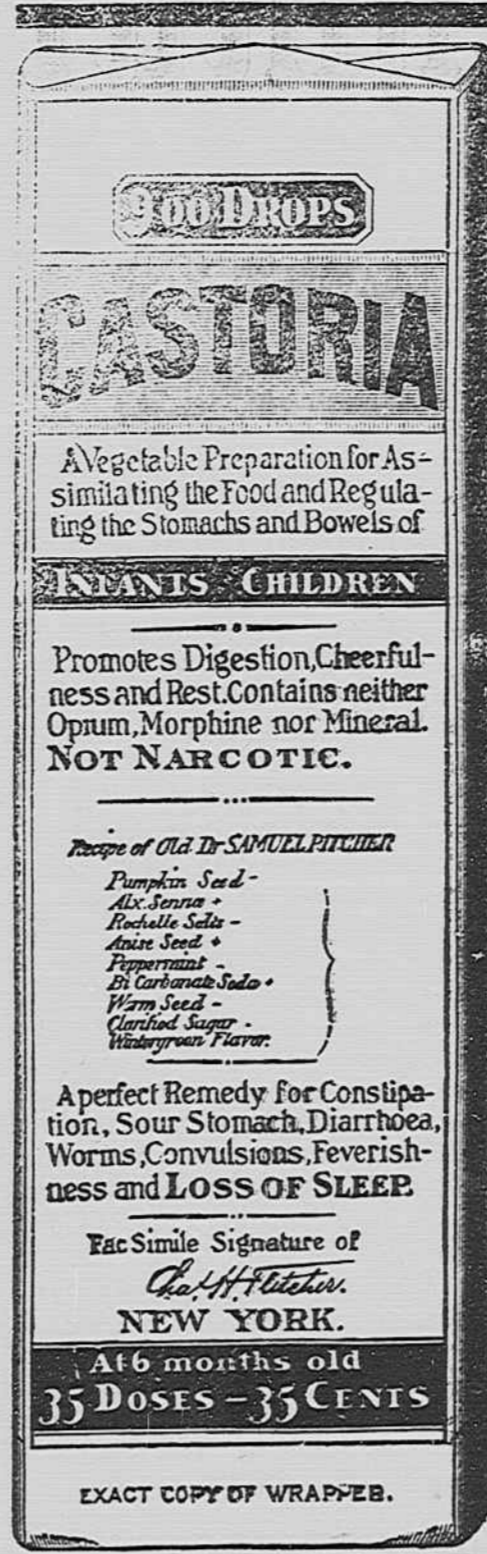 900 DROPS
CASTORIA
A Vegetable Preparation for As-
similating the Food and Regula-
ting the Stomachs and Bowels of
INFANTS CHILDREN
Promotes Digestion, Cheerful-
ness and Rest. Contains neither
Opium, Morphine nor Mineral.
NOT NARCOTIC.
Recipe of Old Dr SAMUEL PITCHER
Pumpkin Seed -
Alx. Senna +
Rochelle Salts -
Anise Seed +
Peppermint -
Bi Carbonate Soda +
Worm Seed -
Clarified Sugar -
Wintergreen Flavor.
A perfect Remedy for Constipa-
tion, Sour Stomach, Diarrhoea,
Worms, Convulsions, Feverish-
ness and LOSS OF SLEEP.
Fac Simile Signature of
Chas. H. Fletcher.
NEW YORK.
At 6 months old
35 DOSES - 35 CENTS
EXACT COPY OF WRAPPER.